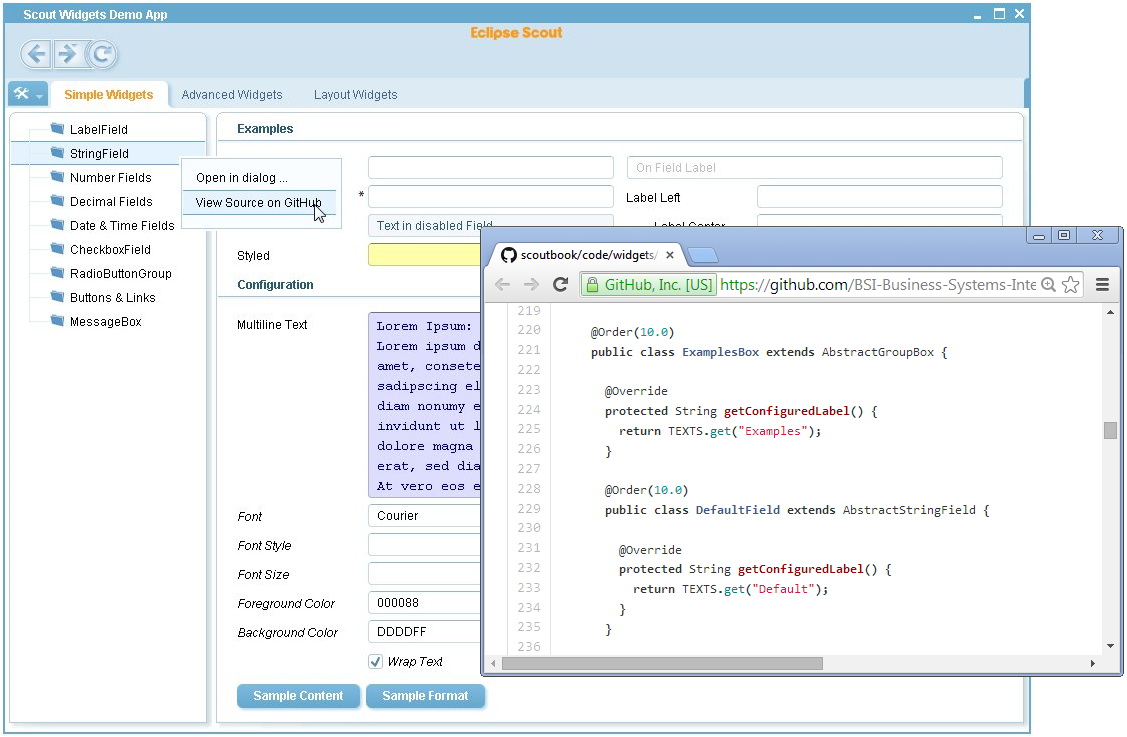 Scout Widgets Demo App
Eclipse Scout
Simple Widgets
Advanced Widgets
Layout Widgets
LabelField
StringField
Number Fields
Decimal Fields
Date & Time Fields
CheckboxField
RadioButtonGroup
Buttons & Links
MessageBox
Open in dialog ...
View Source on GitHub
Examples
On Field Label
*
Label Left
Text in disabled Field
Label Center
Styled
Configuration
Multiline Text
Lorem Ipsum:
Lorem ipsum d
amet, consete
sadipscing el
diam nonumy e
invidunt ut l
dolore magna
erat, sed dia
At vero eos e
Font
Courier
Font Style
Font Size
Foreground Color
000088
Background Color
DDDDFF
Wrap Text
Sample Content
Sample Format
scoutbook/code/widgets/
GitHub, Inc. [US]
https://github.com/BSI-Business-Systems-Inte
219
220 @Order(10.0)
221 public class ExamplesBox extends AbstractGroupBox {
222
223 @Override
224 protected String getConfiguredLabel() {
225 return TEXTS.get("Examples");
226 }
227
228 @Order(10.0)
229 public class DefaultField extends AbstractStringField {
230
231 @Override
232 protected String getConfiguredLabel() {
233 return TEXTS.get("Default");
234 }
235 }
236